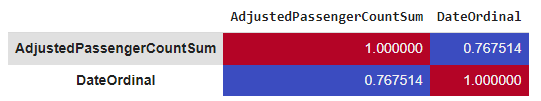 AdjustedPassengerCountSum DateOrdinal
AdjustedPassengerCountSum 1.000000 0.767514
DateOrdinal 0.767514 1.000000